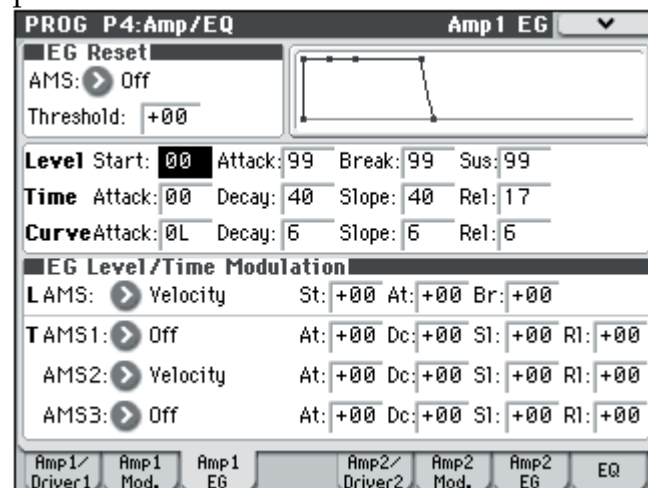 PROG P4:Amp/EQ Amp1 EG
EG Reset
AMS: Off
Threshold: +00
Level Start: 00 Attack: 99 Break: 99 Sus: 99
Time Attack: 00 Decay: 40 Slope: 40 Rel: 17
Curve Attack: 0L Decay: 6 Slope: 6 Rel: 6
EG Level/Time Modulation
L AMS: Velocity St: +00 At: +00 Br: +00
T AMS1: Off At: +00 Dc: +00 Sl: +00 Rl: +00
AMS2: Velocity At: +00 Dc: +00 Sl: +00 Rl: +00
AMS3: Off At: +00 Dc: +00 Sl: +00 Rl: +00
Amp1/ Driver1 Amp1 Mod. Amp1 EG Amp2/ Driver2 Amp2 Mod. Amp2 EG EQ